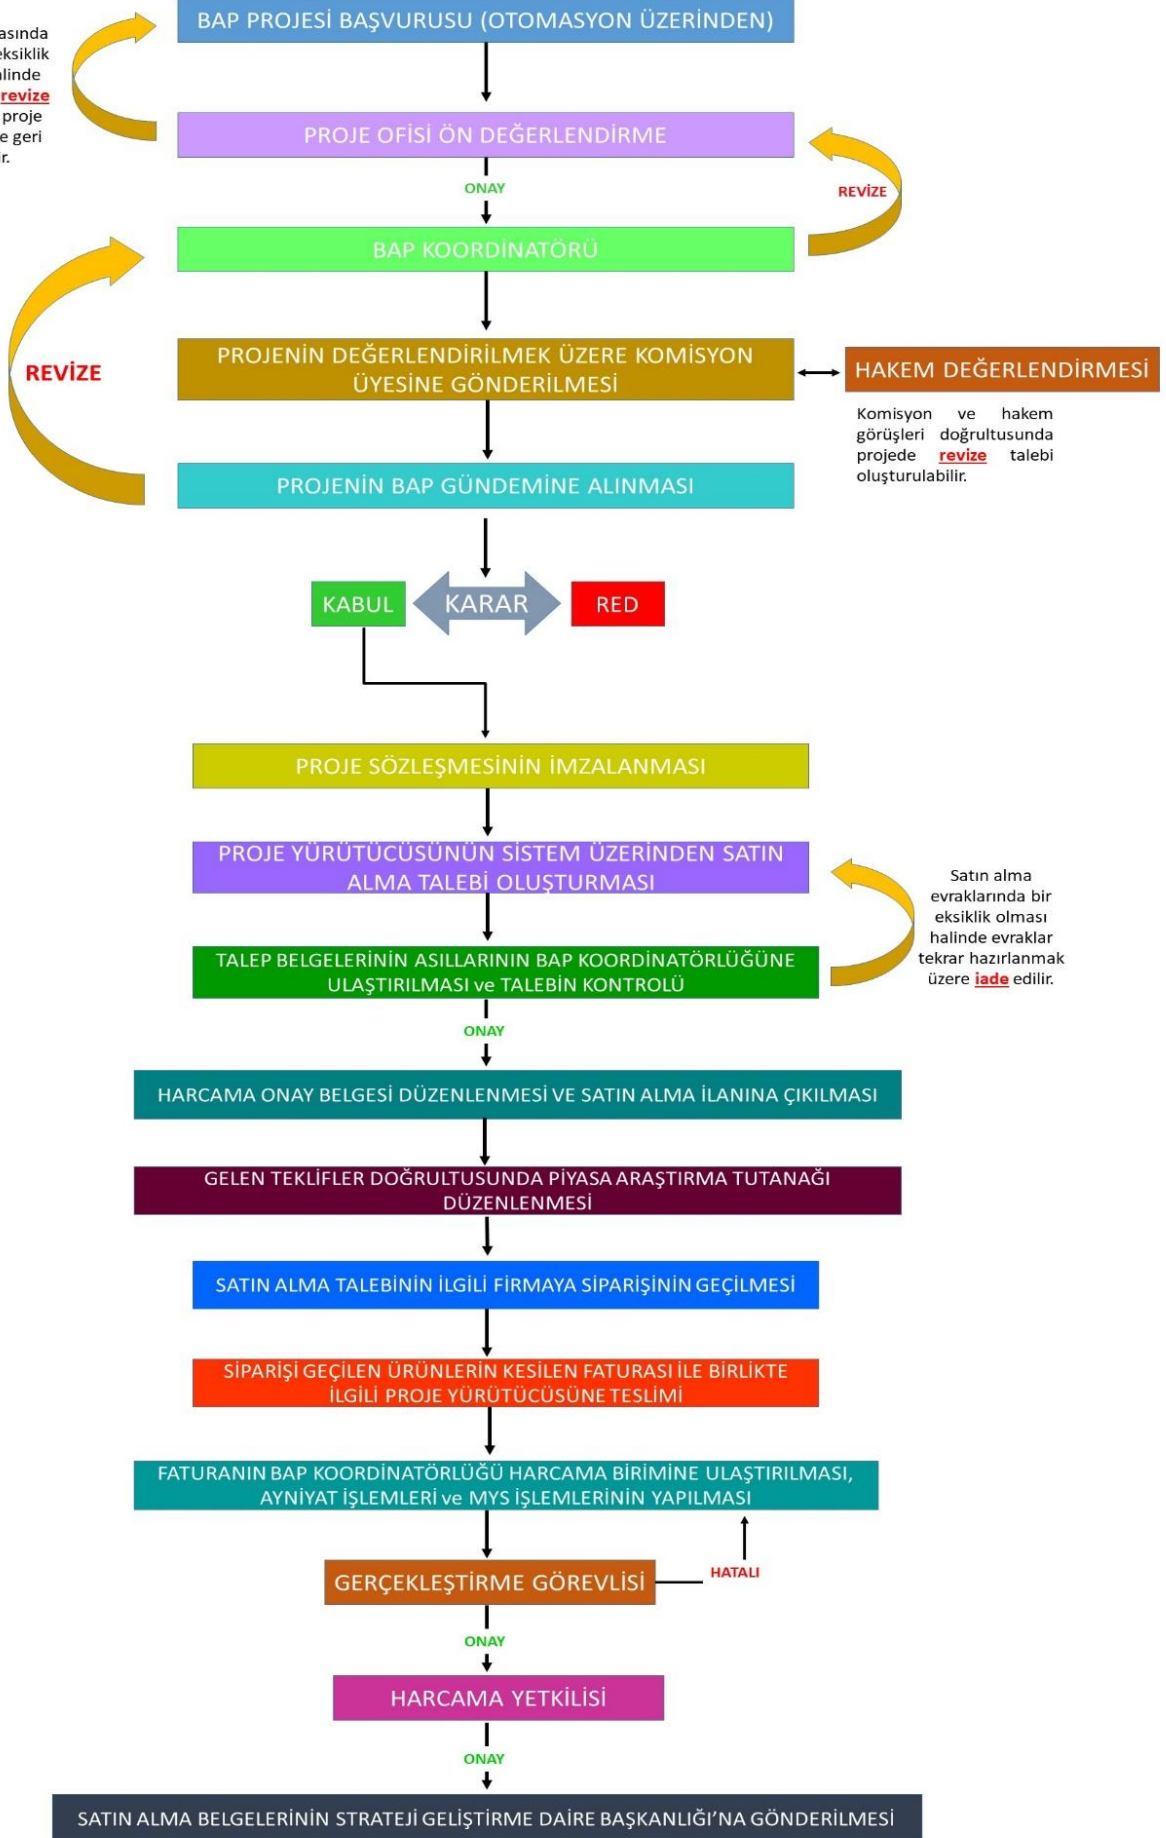 BAP PROJESİ BAŞVURUSU (OTOMASYON ÜZERİNDEN)
eksiklik
revize
proje
geri
PROJE OFİSİ ÖN DEĞERLENDİRME
ONAY
REVİZE
BAP KOORDİNATÖRÜ
REVİZE
PROJENİN DEĞERLENDİRİLMEK ÜZERE KOMİSYON
ÜYESİNE GÖNDERİLMESİ
HAKEM DEĞERLENDİRMESİ
Komisyon ve hakem
görüşleri doğrultusunda
projede revize talebi
oluşturulabilir.
PROJENİN BAP GÜNDEMİNE ALINMASI
KABUL
KARAR
RED
PROJE SÖZLEŞMESİNİN İMZALANMASI
PROJE YÜRÜTÜCÜSÜNÜN SİSTEM ÜZERİNDEN SATIN
ALMA TALEBİ OLUŞTURMASI
Satın alma
evraklarında bir
eksiklik olması
halinde evraklar
tekrar hazırlanmak
üzere iade edilir.
TALEP BELGELERİNİN ASILLARININ BAP KOORDİNATÖRLÜĞÜNE
ULAŞTIRILMASI ve TALEBİN KONTROLÜ
ONAY
HARCAMA ONAY BELGESİ DÜZENLENMESİ VE SATIN ALMA İLANINA ÇIKILMASI
GELEN TEKLİFLER DOĞRULTUSUNDA PİYASA ARAŞTIRMA TUTANAĞI
DÜZENLENMESİ
SATIN ALMA TALEBİNİN İLGİLİ FİRMAYA SİPARİŞİNİN GEÇİLMESİ
SİPARİŞİ GEÇİLEN ÜRÜNLERİN KESİLEN FATURASI İLE BİRLİKTE
İLGİLİ PROJE YÜRÜTÜCÜSÜNE TESLİMİ
FATURANIN BAP KOORDİNATÖRLÜĞÜ HARCAMA BİRİMİNE ULAŞTIRILMASI,
AYNİYAT İŞLEMLERİ ve MYS İŞLEMLERİNİN YAPILMASI
GERÇEKLEŞTİRME GÖREVLİSİ
HATALI
ONAY
HARCAMA YETKİLİSİ
ONAY
SATIN ALMA BELGELERİNİN STRATEJİ GELİŞTİRME DAİRE BAŞKANLIĞI’NA GÖNDERİLMESİ